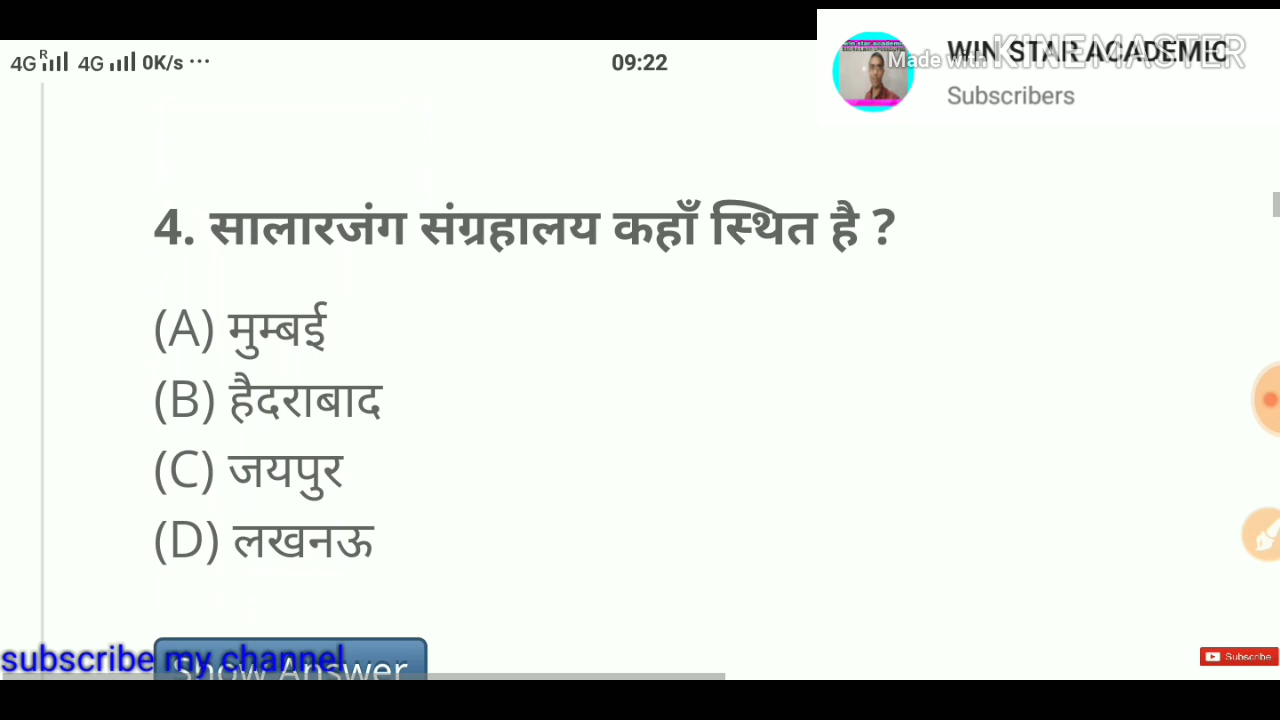 4G R 4G 0K/s ... 09:22
WIN STAR ACADEMIC
Made with KINEMASTER
Subscribers
4. सालारजंग संग्रहालय कहाँ स्थित है ?
(A) मुम्बई
(B) हैदराबाद
(C) जयपुर
(D) लखनऊ
Show Answer
subscribe my channel
Subscribe